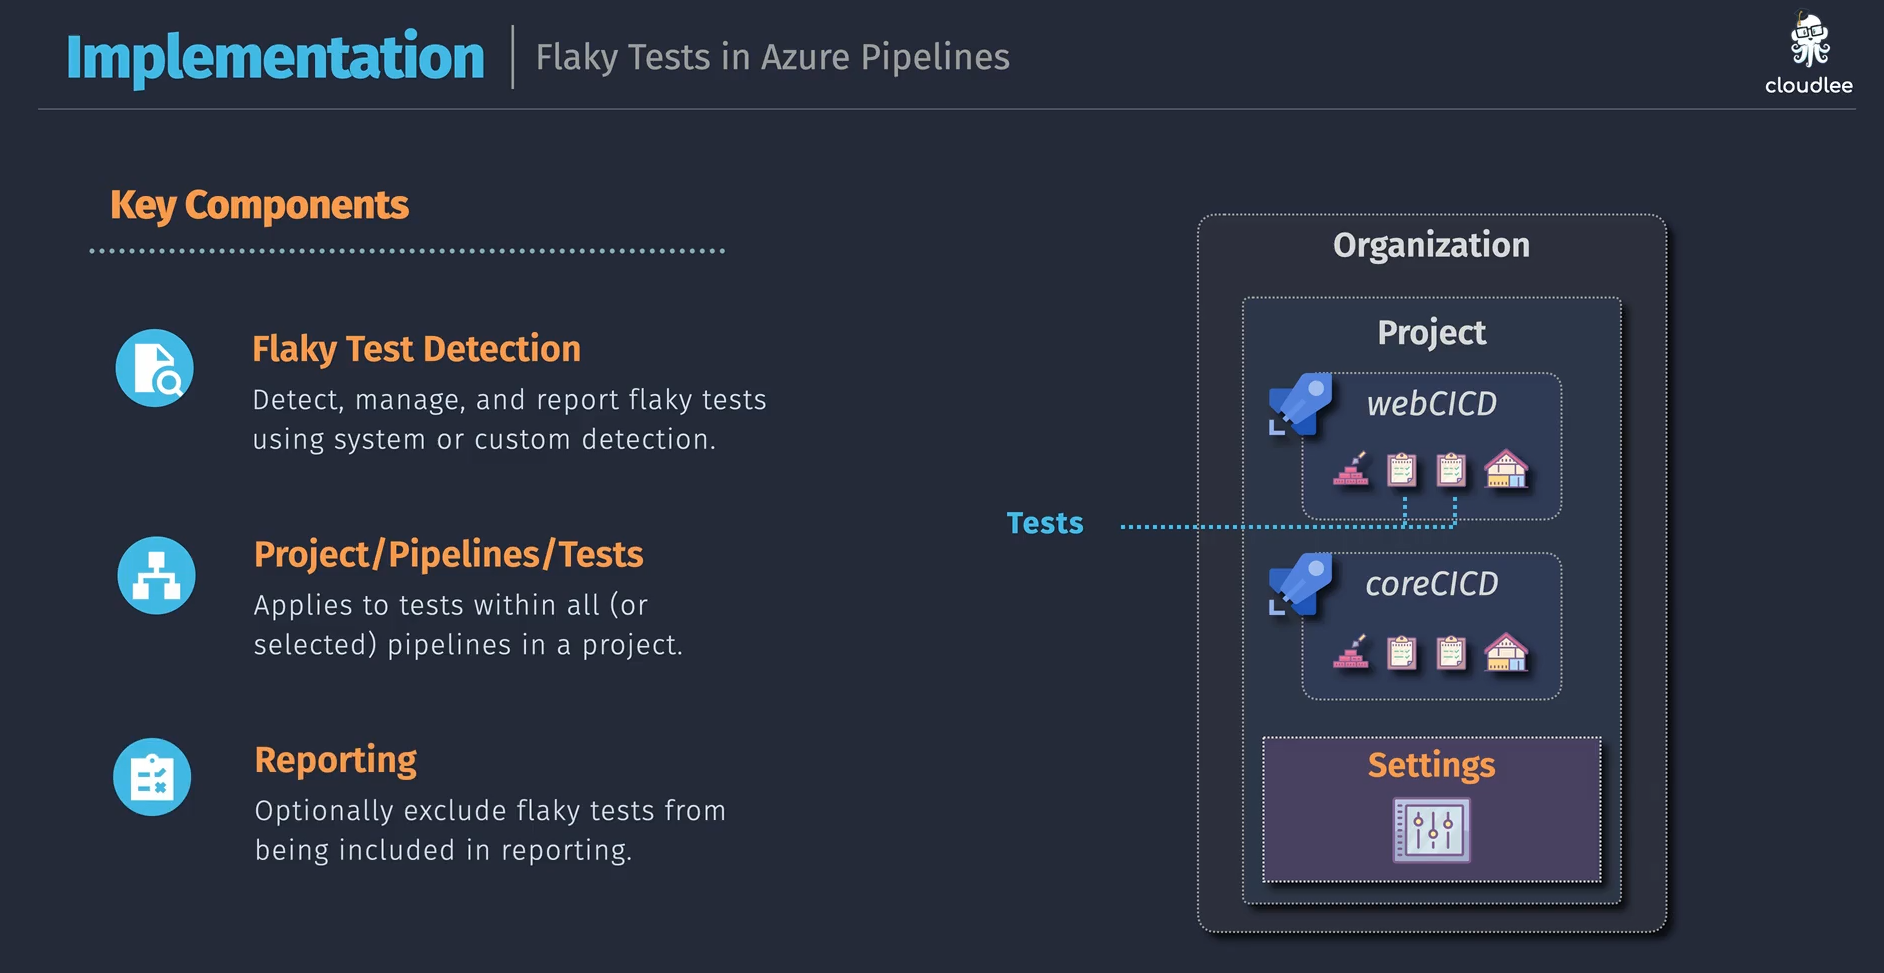 Implementation
Flaky Tests in Azure Pipelines
cloudlee
Key Components
Flaky Test Detection
Detect, manage, and report flaky tests
using system or custom detection.
Project/Pipelines/Tests
Applies to tests within all (or
selected) pipelines in a project.
Reporting
Optionally exclude flaky tests from
being included in reporting.
Organization
Project
webCICD
Tests
coreCICD
Settings